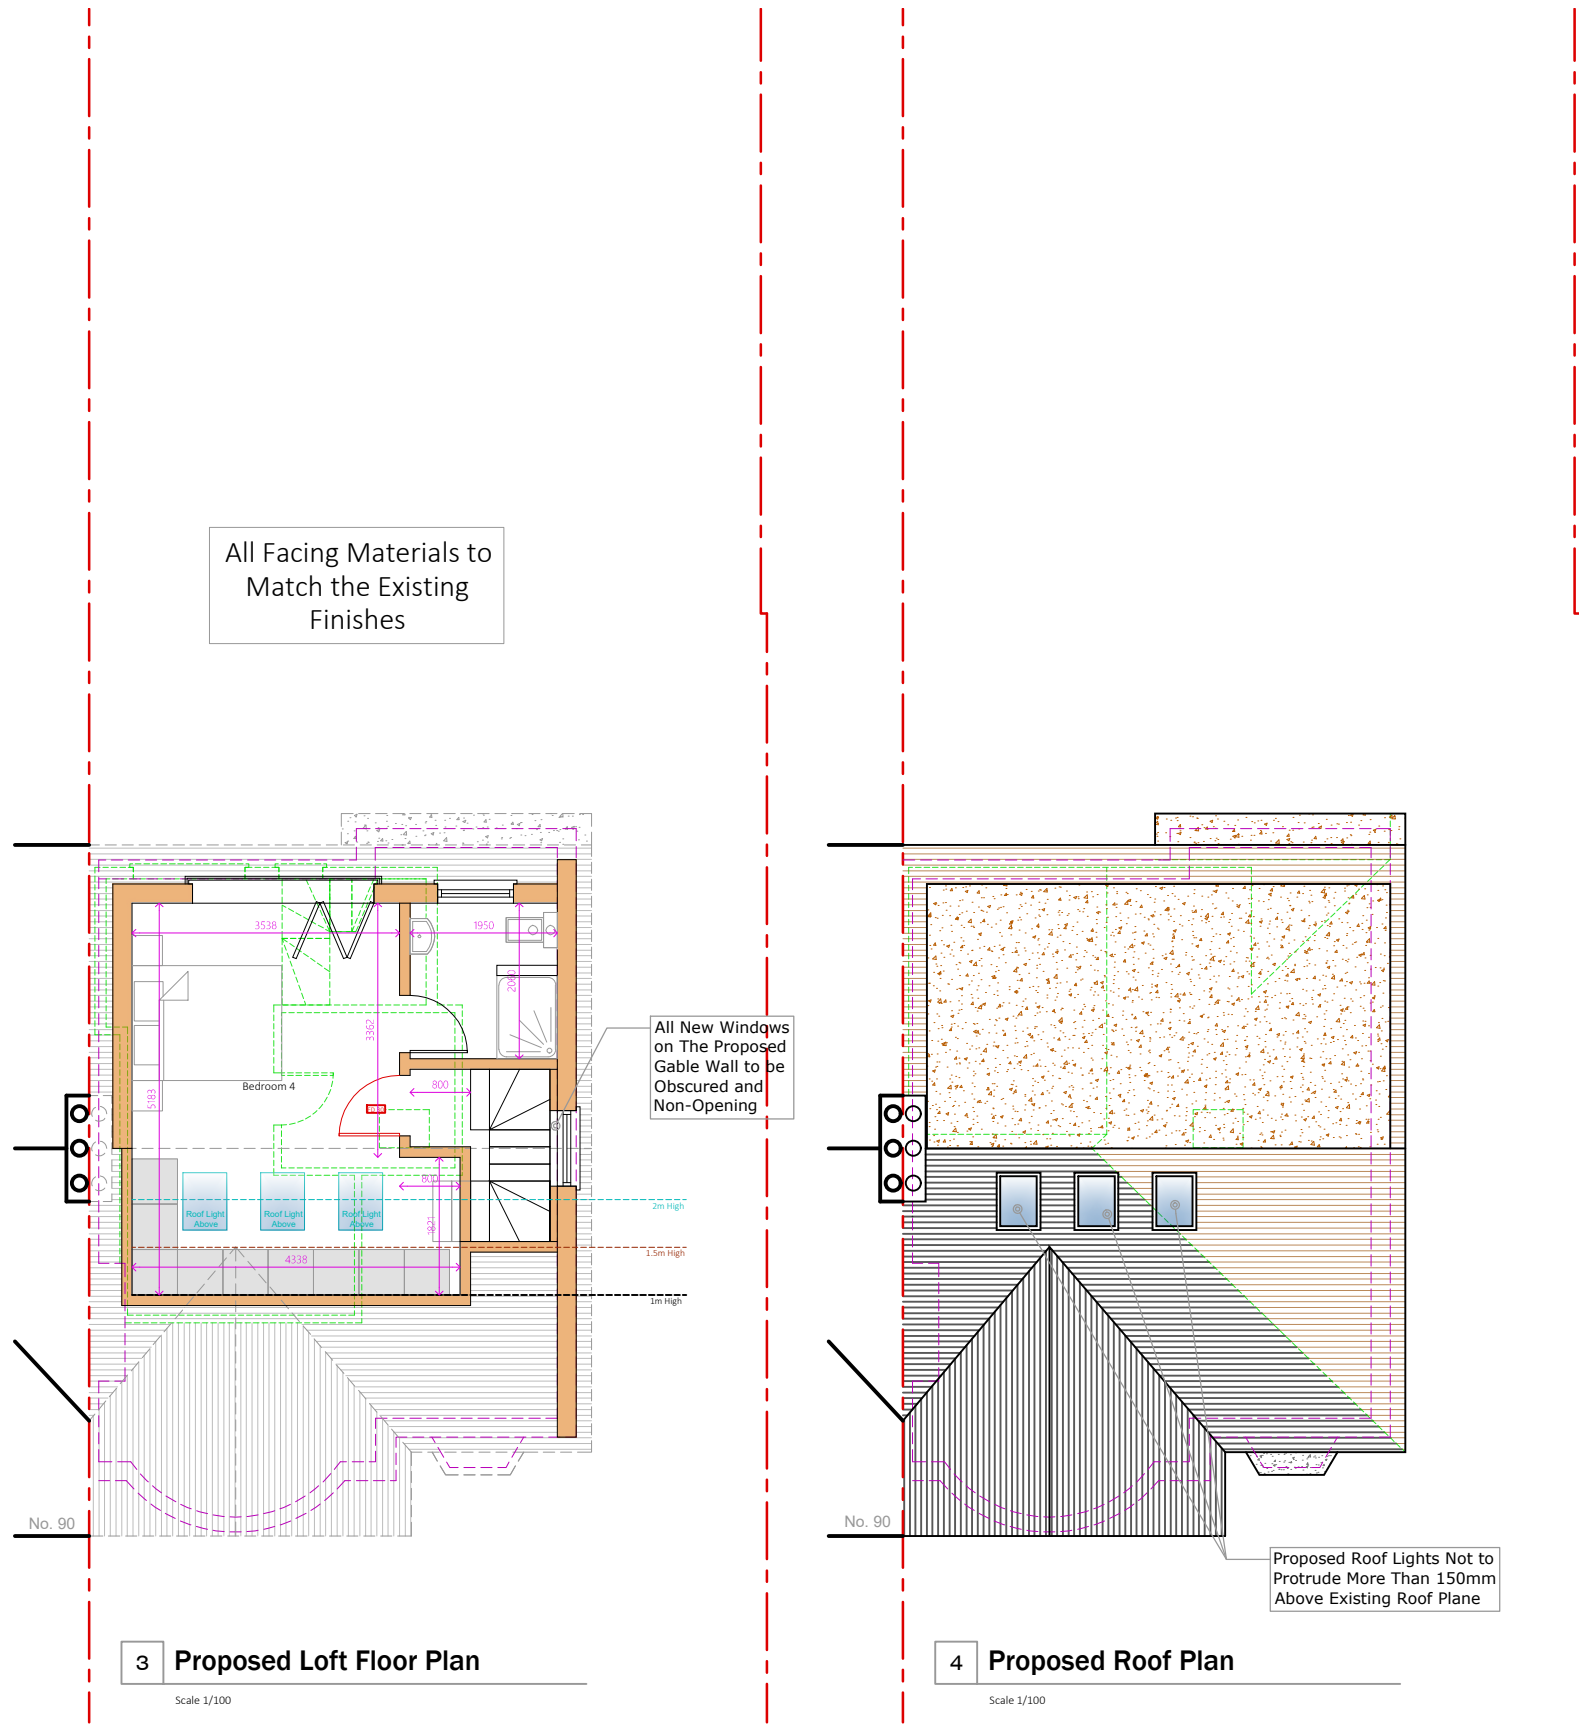 All Facing Materials to
Match the Existing
Finishes
3538
1950
2060
3362
All New Windows
on The Proposed
Gable Wall to be
Obscured and
Non-Opening
Bedroom 4
800
5183
800
Roof Light
Above
Roof Light
Above
Roof Light
Above
2m High
1821
1.5m High
4338
1m High
No. 90
No. 90
Proposed Roof Lights Not to
Protrude More Than 150mm
Above Existing Roof Plane
3 Proposed Loft Floor Plan
Scale 1/100
4 Proposed Roof Plan
Scale 1/100